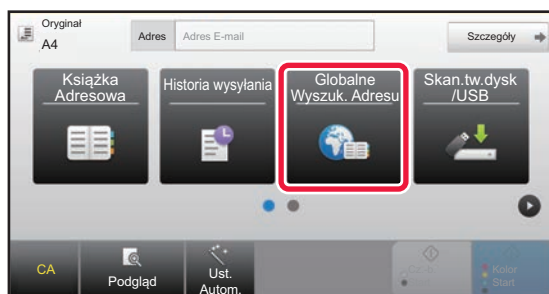 Oryginał
A4
Adres
Adres E-mail
Szczegóły
Książka
Adresowa
Historia wysyłania
Globalne
Wyszuk. Adresu
Skan.tw.dysk
/USB
CA
Podgląd
Ust.
Autom.
Kolor
Start